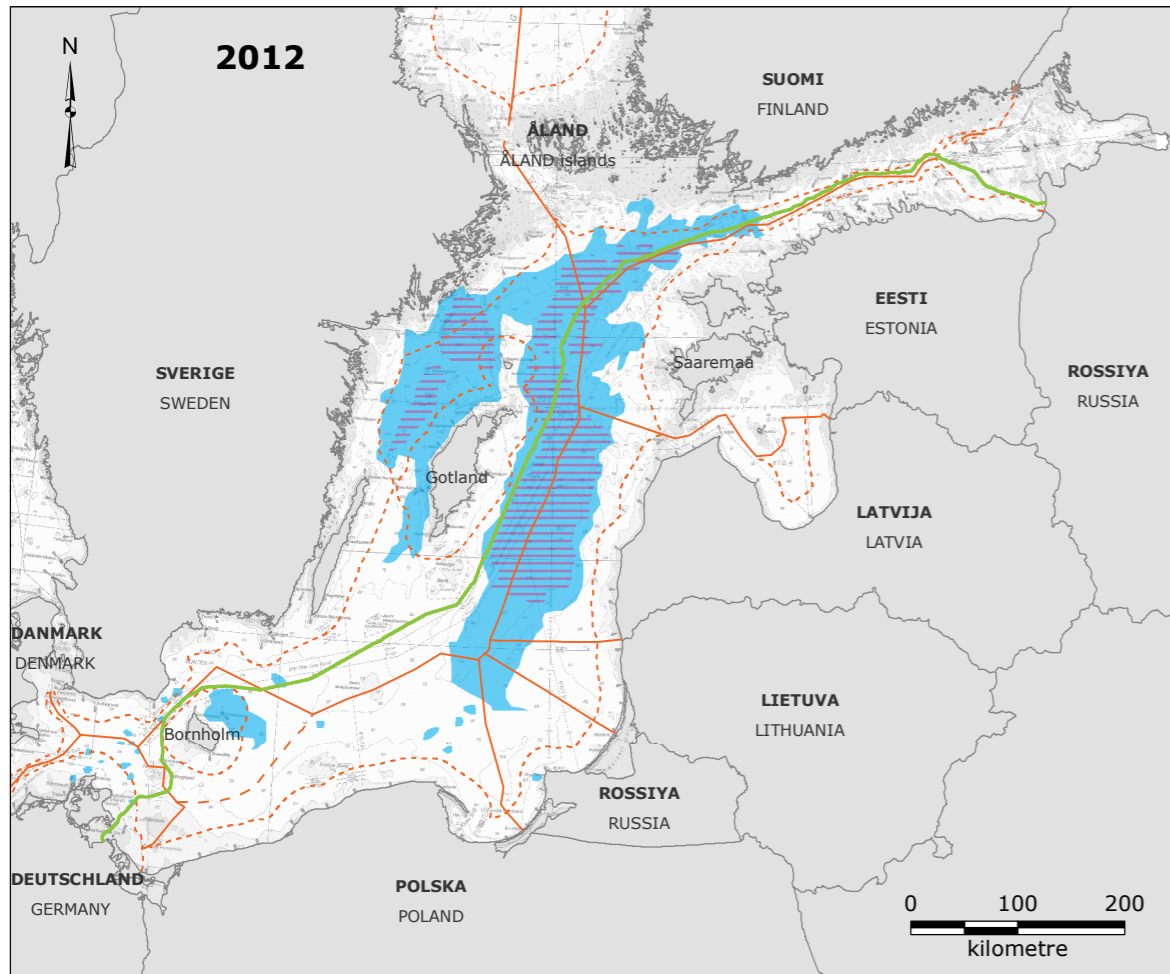 N
2012
SUOMI
FINLAND
ÅLAND
ÅLAND islands
EESTI
ESTONIA
Saaremaa
SVERIGE
SWEDEN
ROSSIYA
RUSSIA
Gotland
LATVIJA
LATVIA
DANMARK
DENMARK
LIETUVA
LITHUANIA
Bornholm
ROSSIYA
RUSSIA
DEUTSCHLAND
GERMANY
POLSKA
POLAND
0 100 200
kilometre